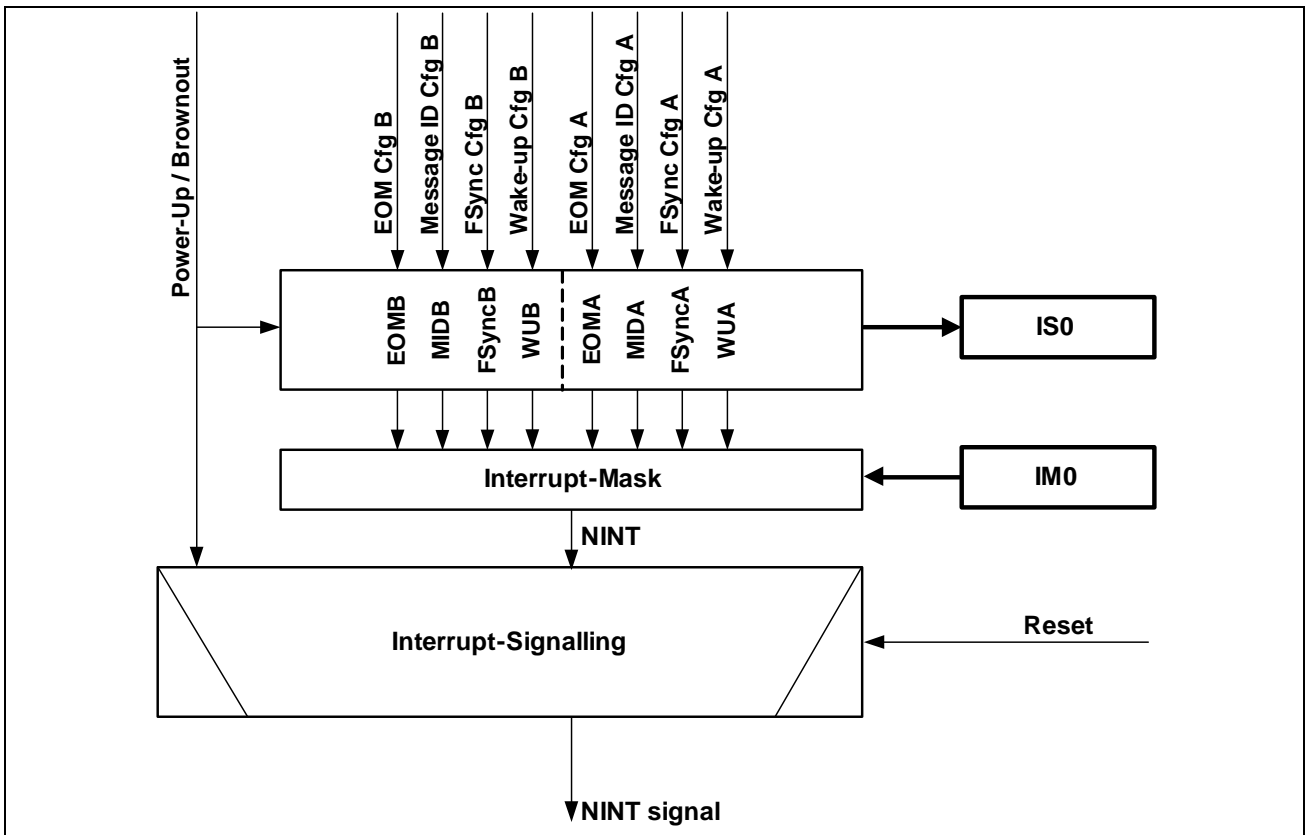 Power-Up / Brownout
EOM Cfg B
Message ID Cfg B
FSync Cfg B
Wake-up Cfg B
EOM Cfg A
Message ID Cfg A
FSync Cfg A
Wake-up Cfg A
EOMB
MIDB
FSyncB
WUB
EOMA
MIDA
FSyncA
WUA
IS0
Interrupt-Mask
IM0
NINT
Interrupt-Signalling
Reset
NINT signal